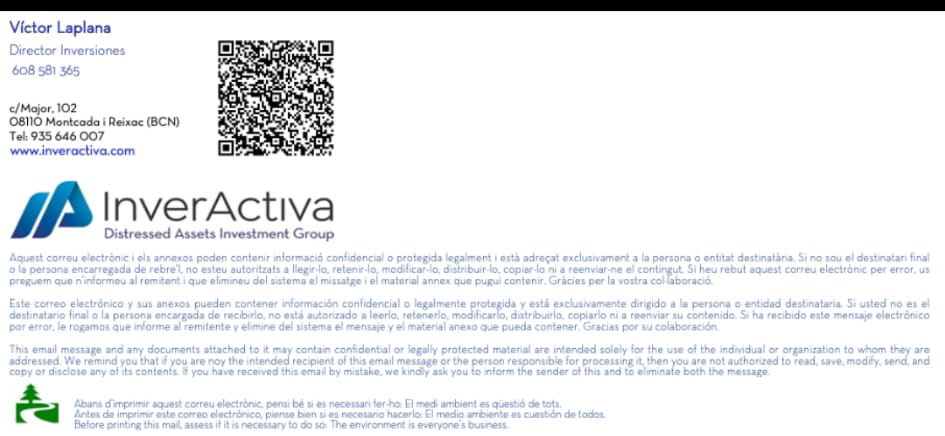 Víctor Laplana
Director Inversiones
608 581 365
c/Major, 102
08110 Montcada i Reixac (BCN)
Tel: 935 646 007
www.inveractiva.com
InverActiva
Distressed Assets Investment Group
Aquest correu electrònic i els annexos poden contenir informació confidencial o protegida legalment i està adreçat exclusivament a la persona o entitat destinatària. Si no sou el destinatari final
o la persona encarregada de rebre'l, no esteu autoritzats a llegir-lo, retenir-lo, modificar-lo, distribuir-lo, copiar-lo ni a reenviar-ne el contingut. Si heu rebut aquest correu electrònic per error, us
preguem que n'informeu al remitent i que elimineu del sistema el missatge i el material annex que pugui contenir. Gràcies per la vostra col·laboració.
Este correo electrónico y sus anexos pueden contener información confidencial o legalmente protegida y está exclusivamente dirigido a la persona o entidad destinataria. Si usted no es el
destinatario final o la persona encargada de recibirlo, no está autorizado a leerlo, retenerlo, modificarlo, distribuirlo, copiarlo ni a reenviar su contenido. Si ha recibido este mensaje electrónico
por error, le rogamos que informe al remitente y elimine del sistema el mensaje y el material anexo que pueda contener. Gracias por su colaboración.
This email message and any documents attached to it may contain confidential or legally protected material are intended solely for the use of the individual or organization to whom they are
addressed. We remind you that if you are noy the intended recipient of this email message or the person responsible for processing it, then you are not authorized to read, save, modify, send, and
copy or disclose any of its contents. If you have received this email by mistake, we kindly ask you to inform the sender of this and to eliminate both the message.
Abans d'imprimir aquest correu electrònic, pensi bé si es necessari fer-ho: El medi ambient es qüestió de tots.
Antes de imprimir este correo electrónico, piense bien si es necesario hacerlo: El medio ambiente es cuestión de todos.
Before printing this mail, assess if it is necessary to do so: The environment is everyone's business.